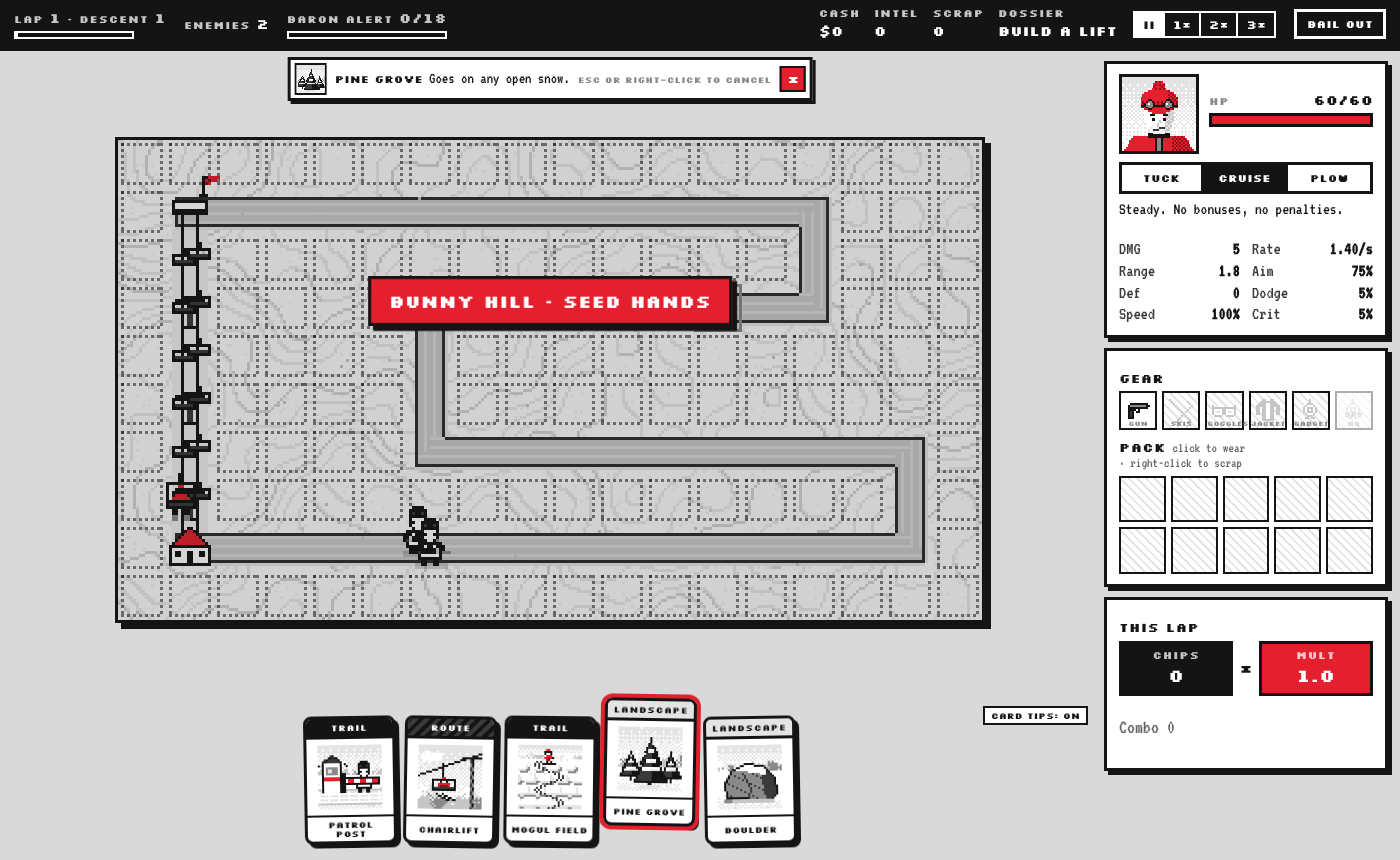 LAP 1 · DESCENT 1
ENEMIES 2
BARON ALERT 0/18
CASH
$0
INTEL
0
SCRAP
0
DOSSIER
BUILD A LIFT
II
1x
2x
3x
BAIL OUT
PINE GROVE Goes on any open snow. ESC OR RIGHT-CLICK TO CANCEL x
HP 60/60
TUCK CRUISE PLOW
Steady. No bonuses, no penalties.
DMG 5 Rate 1.40/s
Range 1.8 Aim 75%
Def 0 Dodge 5%
Speed 100% Crit 5%
BUNNY HILL · SEED HANDS
GEAR
GUN SKIS GOGGLES JACKET GADGET
PACK click to wear
· right-click to scrap
THIS LAP
CHIPS
0
x
MULT
1.0
Combo 0
CARD TIPS: ON
TRAIL
PATROL
POST
ROUTE
CHAIRLIFT
TRAIL
MOGUL FIELD
LANDSCAPE
PINE GROVE
LANDSCAPE
BOULDER